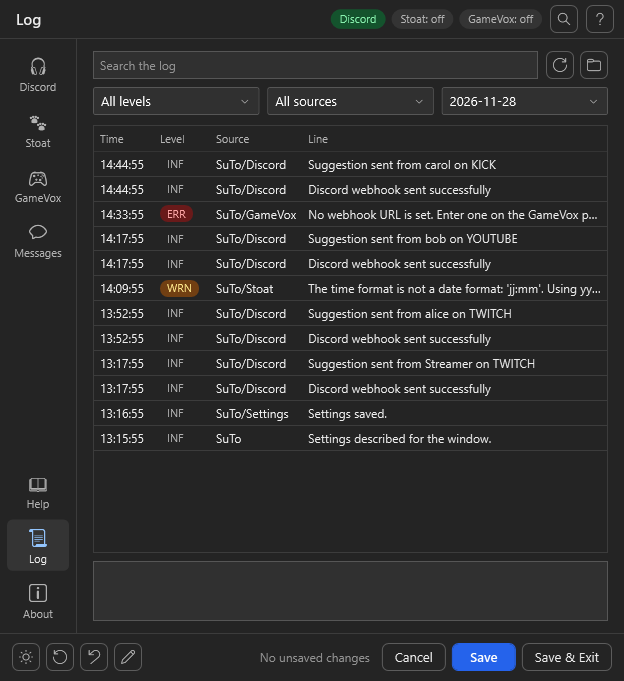 Log
Discord
Stoat: off
GameVox: off
?
Discord
Stoat
GameVox
Messages
Help
Log
About
Search the log
All levels
All sources
2026-11-28
Time Level Source Line
14:44:55 INF SuTo/Discord Suggestion sent from carol on KICK
14:44:55 INF SuTo/Discord Discord webhook sent successfully
14:33:55 ERR SuTo/GameVox No webhook URL is set. Enter one on the GameVox p...
14:17:55 INF SuTo/Discord Suggestion sent from bob on YOUTUBE
14:17:55 INF SuTo/Discord Discord webhook sent successfully
14:09:55 WRN SuTo/Stoat The time format is not a date format: 'jj:mm'. Using yy...
13:52:55 INF SuTo/Discord Suggestion sent from alice on TWITCH
13:52:55 INF SuTo/Discord Discord webhook sent successfully
13:17:55 INF SuTo/Discord Suggestion sent from Streamer on TWITCH
13:17:55 INF SuTo/Discord Discord webhook sent successfully
13:16:55 INF SuTo/Settings Settings saved.
13:15:55 INF SuTo Settings described for the window.
No unsaved changes
Cancel
Save
Save & Exit